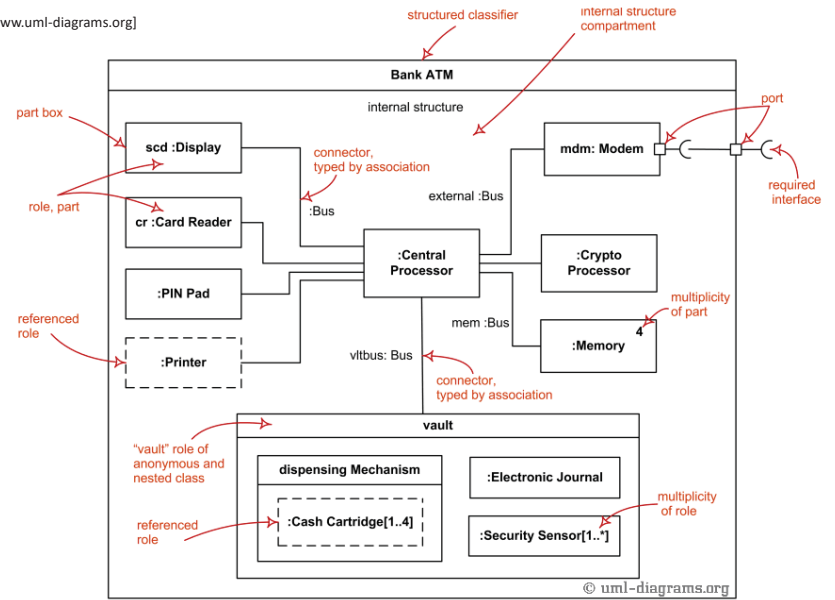 ww.uml-diagrams.org]
structured classifier
internal structure
compartment
Bank ATM
internal structure
port
part box
scd :Display
connector,
typed by association
:Bus
mdm: Modem
external :Bus
required
interface
role, part
cr :Card Reader
:Central
Processor
:Crypto
Processor
:PIN Pad
multiplicity
of part
referenced
role
mem :Bus
4
:Memory
:Printer
vltbus: Bus
connector,
typed by association
vault
"vault" role of
anonymous and
nested class
dispensing Mechanism
:Electronic Journal
referenced
role
:Cash Cartridge[1..4]
multiplicity
of role
:Security Sensor[1..*]
© uml-diagrams.org